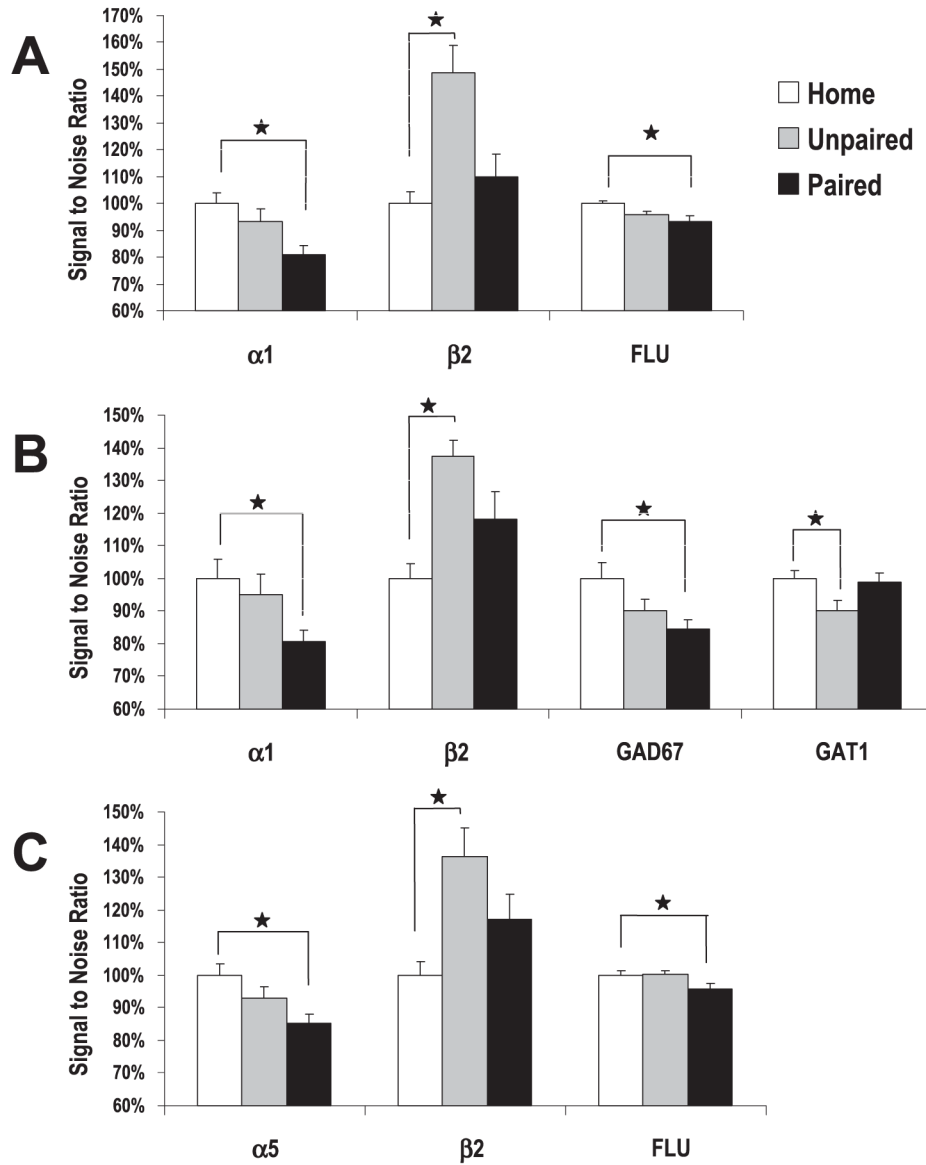 A
Signal to Noise Ratio
170%
160%
150%
140%
130%
120%
110%
100%
90%
80%
70%
60%
α1 β2 FLU
Home
Unpaired
Paired
B
Signal to Noise Ratio
150%
140%
130%
120%
110%
100%
90%
80%
70%
60%
α1 β2 GAD67 GAT1
C
Signal to Noise Ratio
150%
140%
130%
120%
110%
100%
90%
80%
70%
60%
α5 β2 FLU